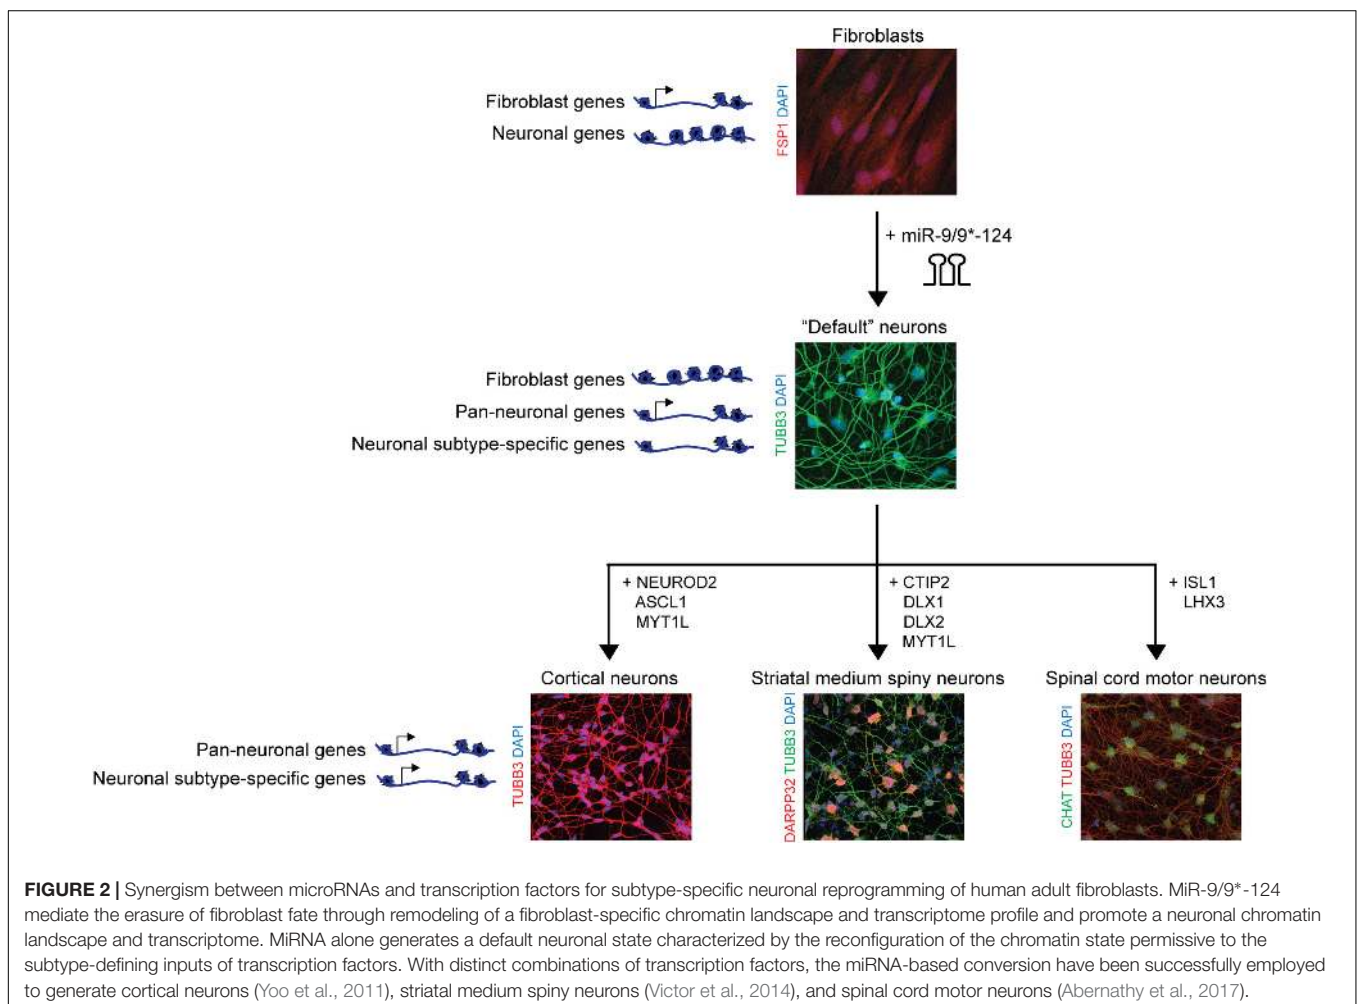 Fibroblasts
Fibroblast genes
Neuronal genes
FSP1 DAPI
+ miR-9/9*-124
“Default” neurons
Fibroblast genes
Pan-neuronal genes
Neuronal subtype-specific genes
TUBB3 DAPI
+ NEUROD2
ASCL1
MYT1L
+ CTIP2
DLX1
DLX2
MYT1L
+ ISL1
LHX3
Cortical neurons
Striatal medium spiny neurons
Spinal cord motor neurons
Pan-neuronal genes
Neuronal subtype-specific genes
TUBB3 DAPI
DARPP32 TUBB3 DAPI
CHAT TUBB3 DAPI
FIGURE 2 | Synergism between microRNAs and transcription factors for subtype-specific neuronal reprogramming of human adult fibroblasts. MiR-9/9*-124
mediate the erasure of fibroblast fate through remodeling of a fibroblast-specific chromatin landscape and transcriptome profile and promote a neuronal chromatin
landscape and transcriptome. MiRNA alone generates a default neuronal state characterized by the reconfiguration of the chromatin state permissive to the
subtype-defining inputs of transcription factors. With distinct combinations of transcription factors, the miRNA-based conversion have been successfully employed
to generate cortical neurons (Yoo et al., 2011), striatal medium spiny neurons (Victor et al., 2014), and spinal cord motor neurons (Abernathy et al., 2017).